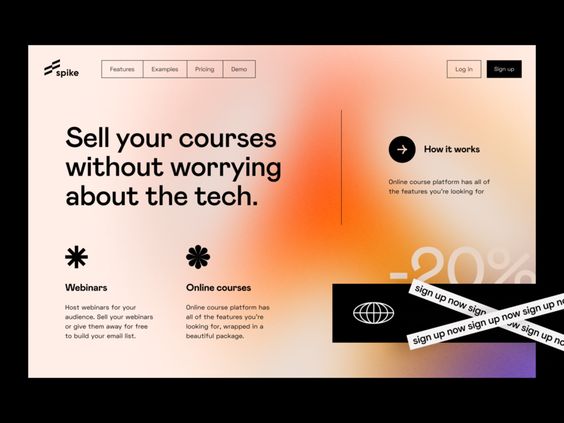 spike
Features
Examples
Pricing
Demo
Log in
Sign up
Sell your courses
without worrying
about the tech.
How it works
Online course platform has all of
the features you're looking for
Webinars
Host webinars for your
audience. Sell your webinars
or give them away for free
to build your email list.
Online courses
Online course platform has
all of the features you're
looking for, wrapped in a
beautiful package.
-20%
sign up now sign up now sign up
sign up now sign up now sign up no